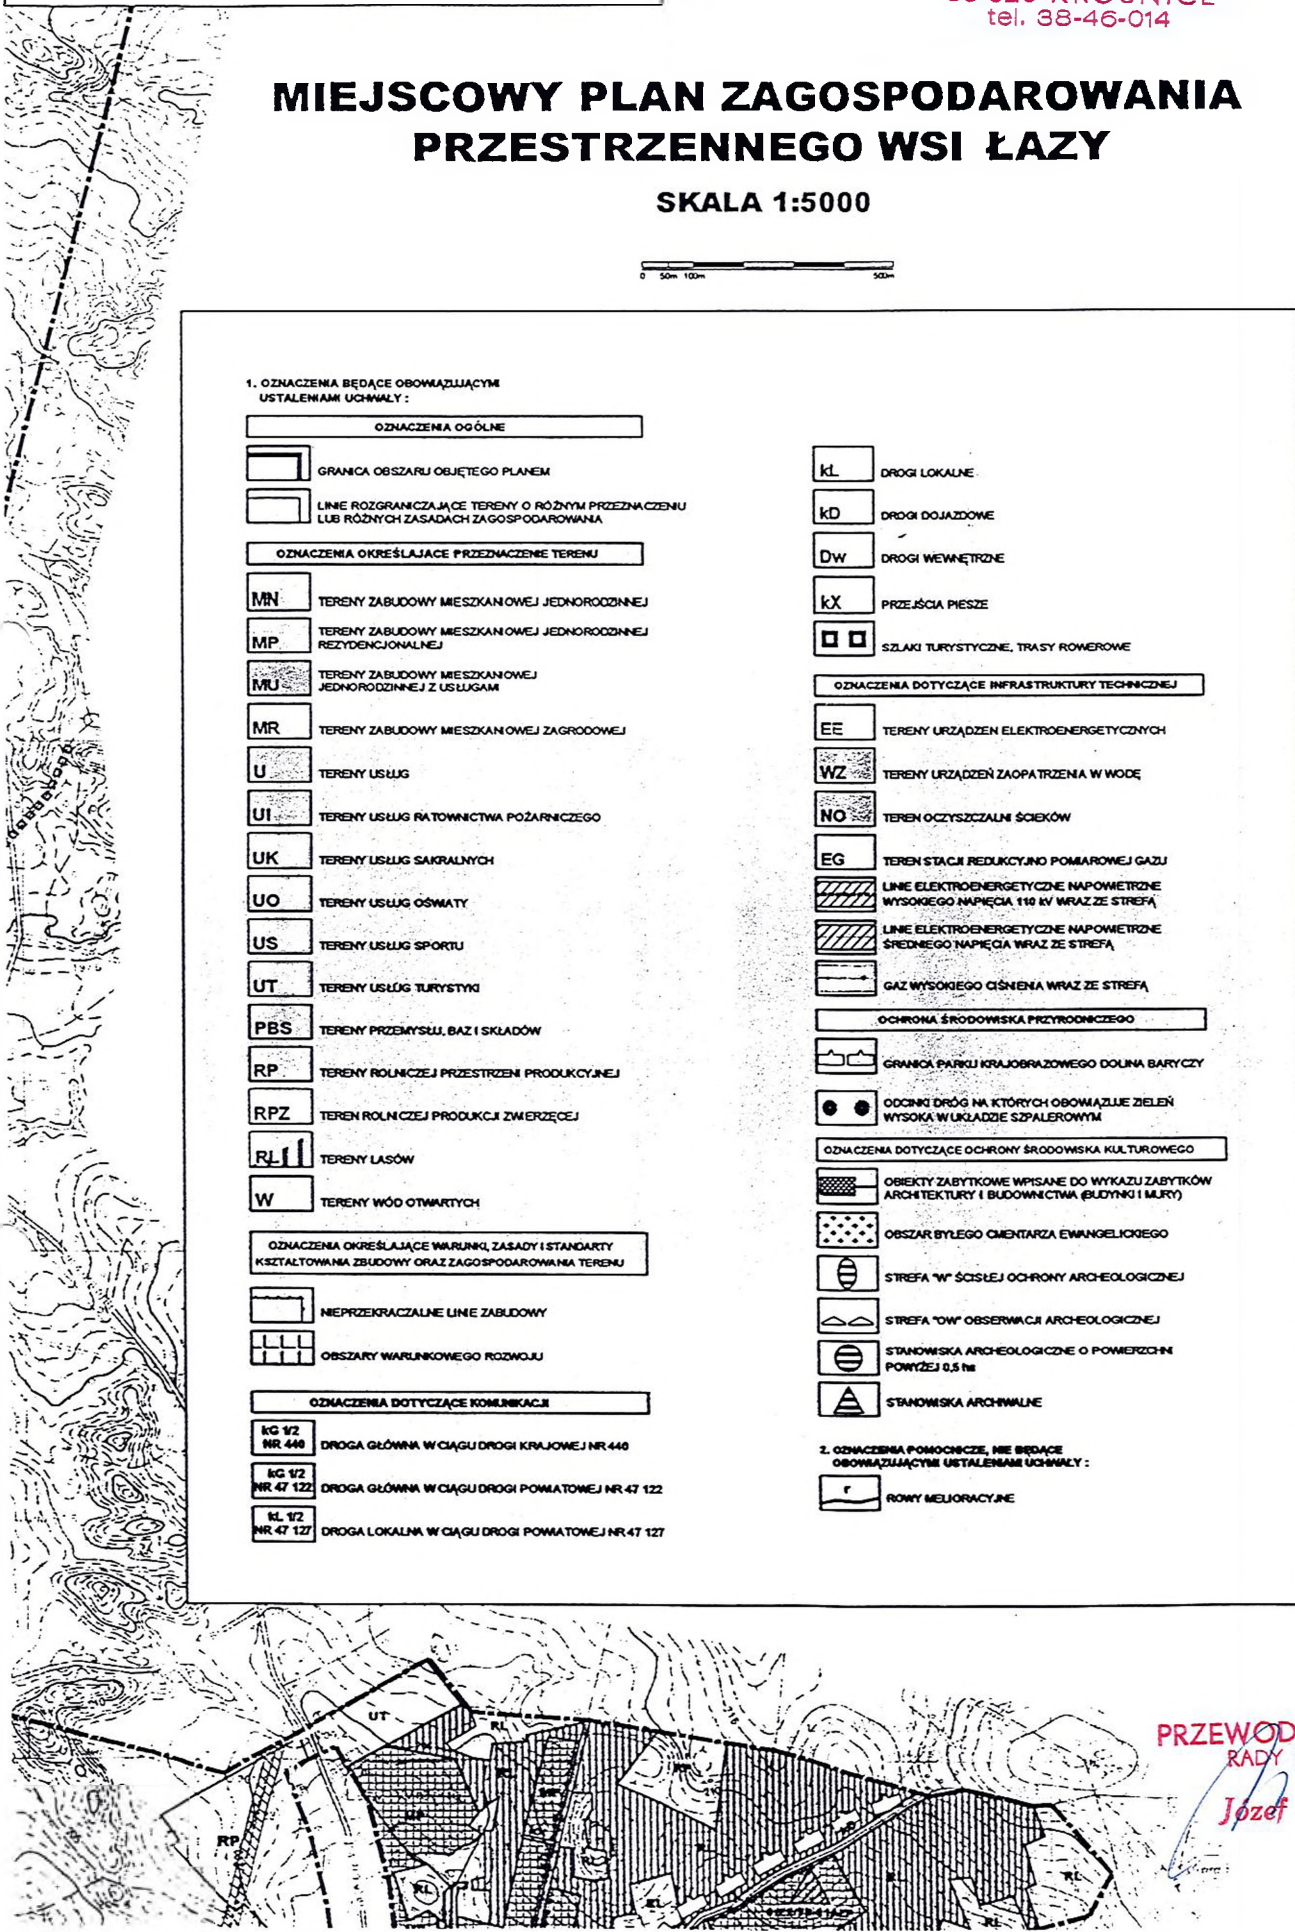 tel. 38-46-014
MIEJSCOWY PLAN ZAGOSPODAROWANIA
PRZESTRZENNEGO WSI ŁAZY
SKALA 1:5000
0 50m 100m 500m
1. OZNACZENIA BĘDĄCE OBOWIĄZUJĄCYMI
USTALENIAMI UCHWAŁY :
OZNACZENIA OGÓLNE
GRANICA OBSZARU OBJĘTEGO PLANEM
LINIE ROZGRANICZAJĄCE TERENY O RÓŻNYM PRZEZNACZENIU
LUB RÓŻNYCH ZASADACH ZAGOSPODAROWANIA
OZNACZENIA OKREŚLAJACE PRZEZNACZENIE TERENU
MN TERENY ZABUDOWY MIESZKANIOWEJ JEDNORODZINNEJ
MP TERENY ZABUDOWY MIESZKANIOWEJ JEDNORODZINNEJ
REZYDENCJONALNEJ
MU TERENY ZABUDOWY MIESZKANIOWEJ
JEDNORODZINNEJ Z USŁUGAMI
MR TERENY ZABUDOWY MIESZKANIOWEJ ZAGRODOWEJ
U TERENY USŁUG
UI TERENY USŁUG RATOWNICTWA POŻARNICZEGO
UK TERENY USŁUG SAKRALNYCH
UO TERENY USŁUG OŚWIATY
US TERENY USŁUG SPORTU
UT TERENY USŁUG TURYSTYKI
PBS TERENY PRZEMYSŁU, BAZ I SKŁADÓW
RP TERENY ROLNICZEJ PRZESTRZENI PRODUKCYJNEJ
RPZ TEREN ROLNICZEJ PRODUKCJI ZWIERZĘCEJ
RL TERENY LASÓW
W TERENY WÓD OTWARTYCH
OZNACZENIA OKREŚLAJĄCE WARUNKI, ZASADY I STANDARTY
KSZTAŁTOWANIA ZBUDOWY ORAZ ZAGOSPODAROWANIA TERENU
NIEPRZEKRACZALNE LINIE ZABUDOWY
OBSZARY WARUNKOWEGO ROZWOJU
OZNACZENIA DOTYCZĄCE KOMUNIKACJI
kG 1/2
NR 440 DROGA GŁÓWNA W CIĄGU DROGI KRAJOWEJ NR 440
kG 1/2
NR 47 122 DROGA GŁÓWNA W CIĄGU DROGI POWIATOWEJ NR 47 122
kL 1/2
NR 47 127 DROGA LOKALNA W CIĄGU DROGI POWIATOWEJ NR 47 127
kL DROGI LOKALNE
kD DROGI DOJAZDOWE
Dw DROGI WEWNĘTRZNE
kX PRZEJŚCIA PIESZE
SZLAKI TURYSTYCZNE, TRASY ROWEROWE
OZNACZENIA DOTYCZĄCE INFRASTRUKTURY TECHNICZNEJ
EE TERENY URZĄDZEN ELEKTROENERGETYCZNYCH
WZ TERENY URZĄDZEŃ ZAOPATRZENIA W WODĘ
NO TEREN OCZYSZCZALNI ŚCIEKÓW
EG TEREN STACJI REDUKCYJNO POMIAROWEJ GAZU
LINIE ELEKTROENERGETYCZNE NAPOWIETRZNE
WYSOKIEGO NAPIĘCIA 110 kV WRAZ ZE STREFĄ
LINIE ELEKTROENERGETYCZNE NAPOWIETRZNE
ŚREDNIEGO NAPIĘCIA WRAZ ZE STREFĄ
GAZ WYSOKIEGO CIŚNIENIA WRAZ ZE STREFĄ
OCHRONA ŚRODOWISKA PRZYRODNICZEGO
GRANICA PARKU KRAJOBRAZOWEGO DOLINA BARYCZY
ODCINKI DRÓG NA KTÓRYCH OBOWIĄZUJE ZIELEŃ
WYSOKA W UKŁADZIE SZPALEROWYM
OZNACZENIA DOTYCZĄCE OCHRONY ŚRODOWISKA KULTUROWEGO
OBIEKTY ZABYTKOWE WPISANE DO WYKAZU ZABYTKÓW
ARCHITEKTURY I BUDOWNICTWA (BUDYNKI I MURY)
OBSZAR BYŁEGO CMENTARZA EWANGELICKIEGO
STREFA "W" ŚCISŁEJ OCHRONY ARCHEOLOGICZNEJ
STREFA "OW" OBSERWACJI ARCHEOLOGICZNEJ
STANOWISKA ARCHEOLOGICZNE O POWIERZCHNI
POWYŻEJ 0,5 ha
STANOWISKA ARCHIWALNE
2. OZNACZENIA POMOCNICZE, NIE BĘDĄCE
OBOWIĄZUJĄCYMI USTALENIAMI UCHWAŁY :
r ROWY MELIORACYJNE
UT
RL
RP
RL
RL
RL
RL
PRZEWOD
RADY
Józef